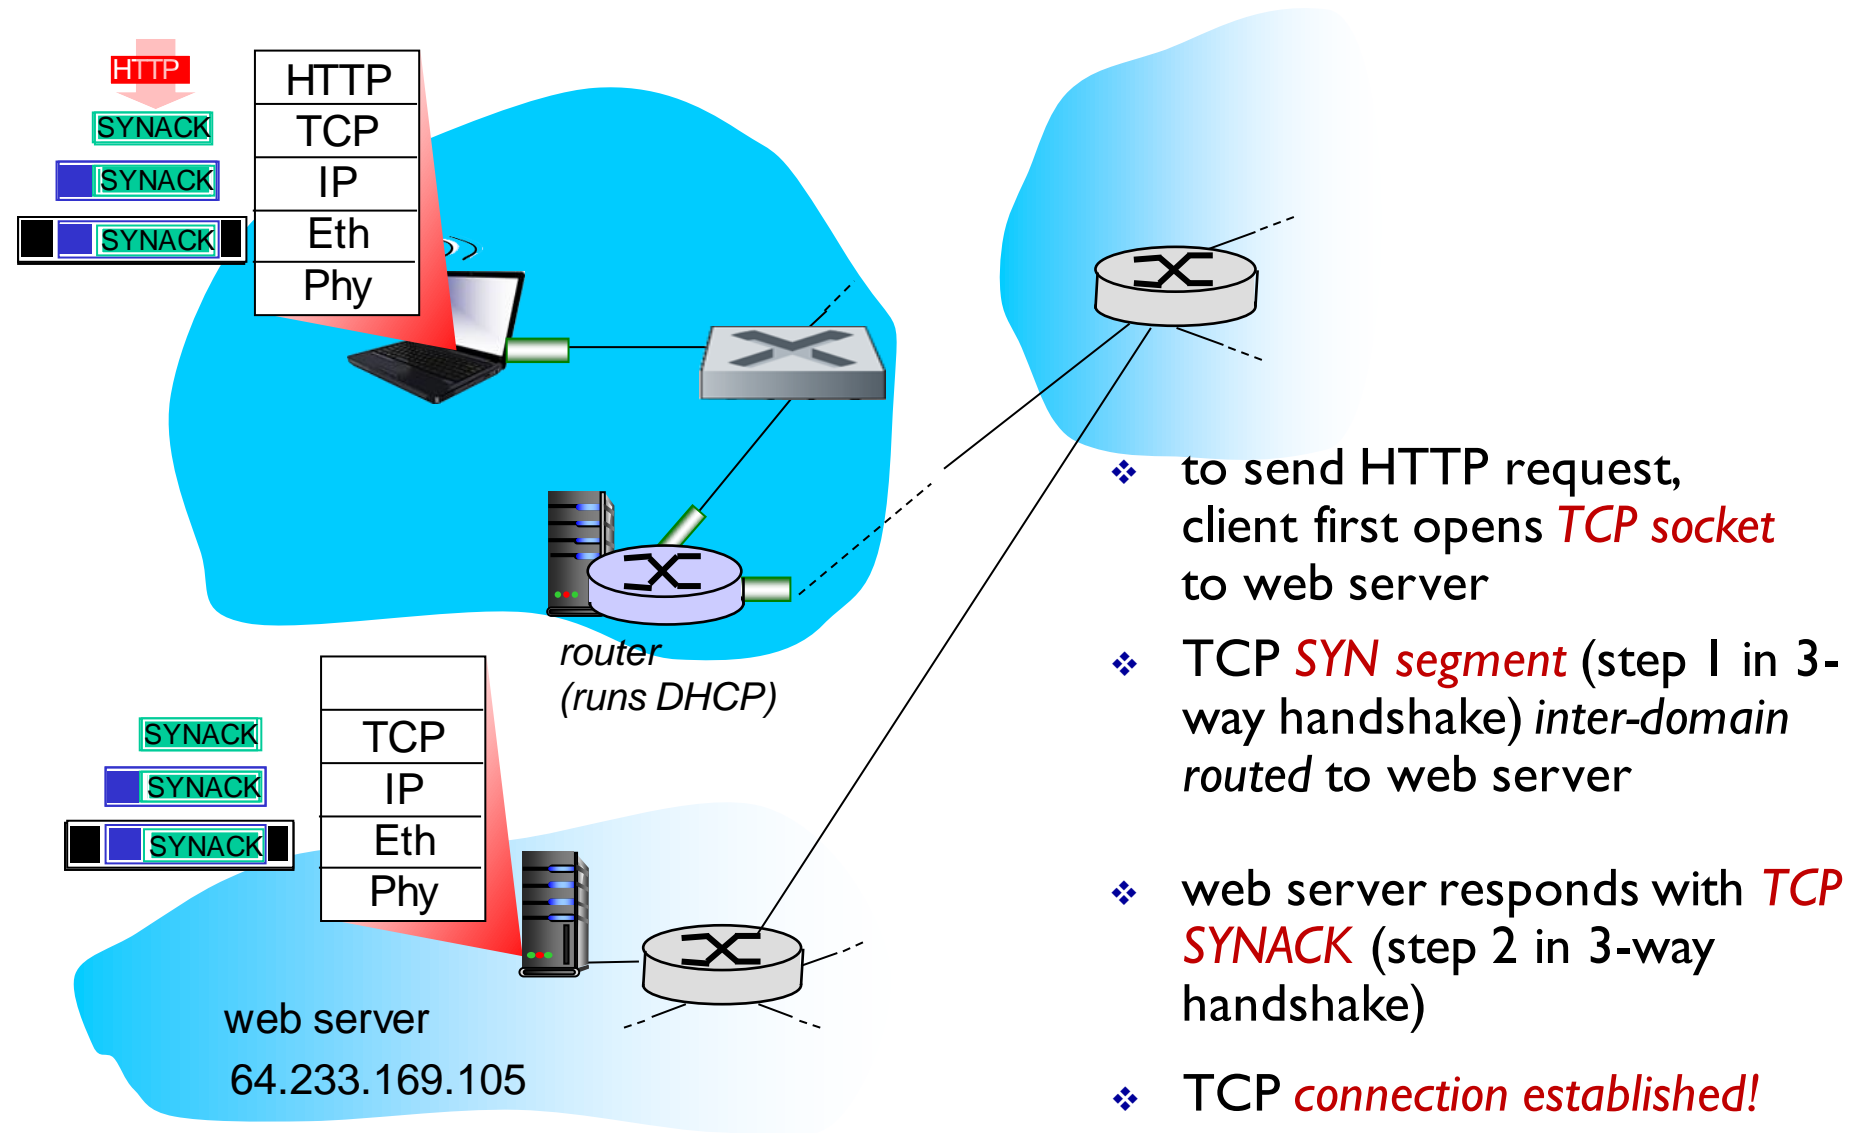 HTTP
SYNACK
SYNACK
SYNACK
HTTP
TCP
IP
Eth
Phy
router
(runs DHCP)
SYNACK
SYNACK
SYNACK
TCP
IP
Eth
Phy
web server
64.233.169.105
to send HTTP request,
client first opens TCP socket
to web server
TCP SYN segment (step 1 in 3-
way handshake) inter-domain
routed to web server
web server responds with TCP
SYNACK (step 2 in 3-way
handshake)
TCP connection established!